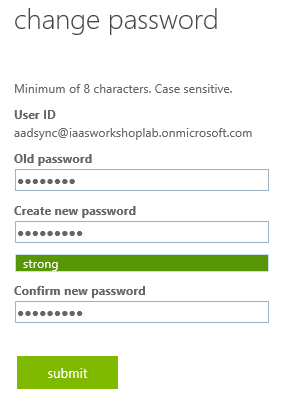 change password
Minimum of 8 characters. Case sensitive.
User ID
aadsync@iaasworkshoplab.onmicrosoft.com
Old password
●●●●●●●●
Create new password
●●●●●●●●●
strong
Confirm new password
●●●●●●●●●
submit